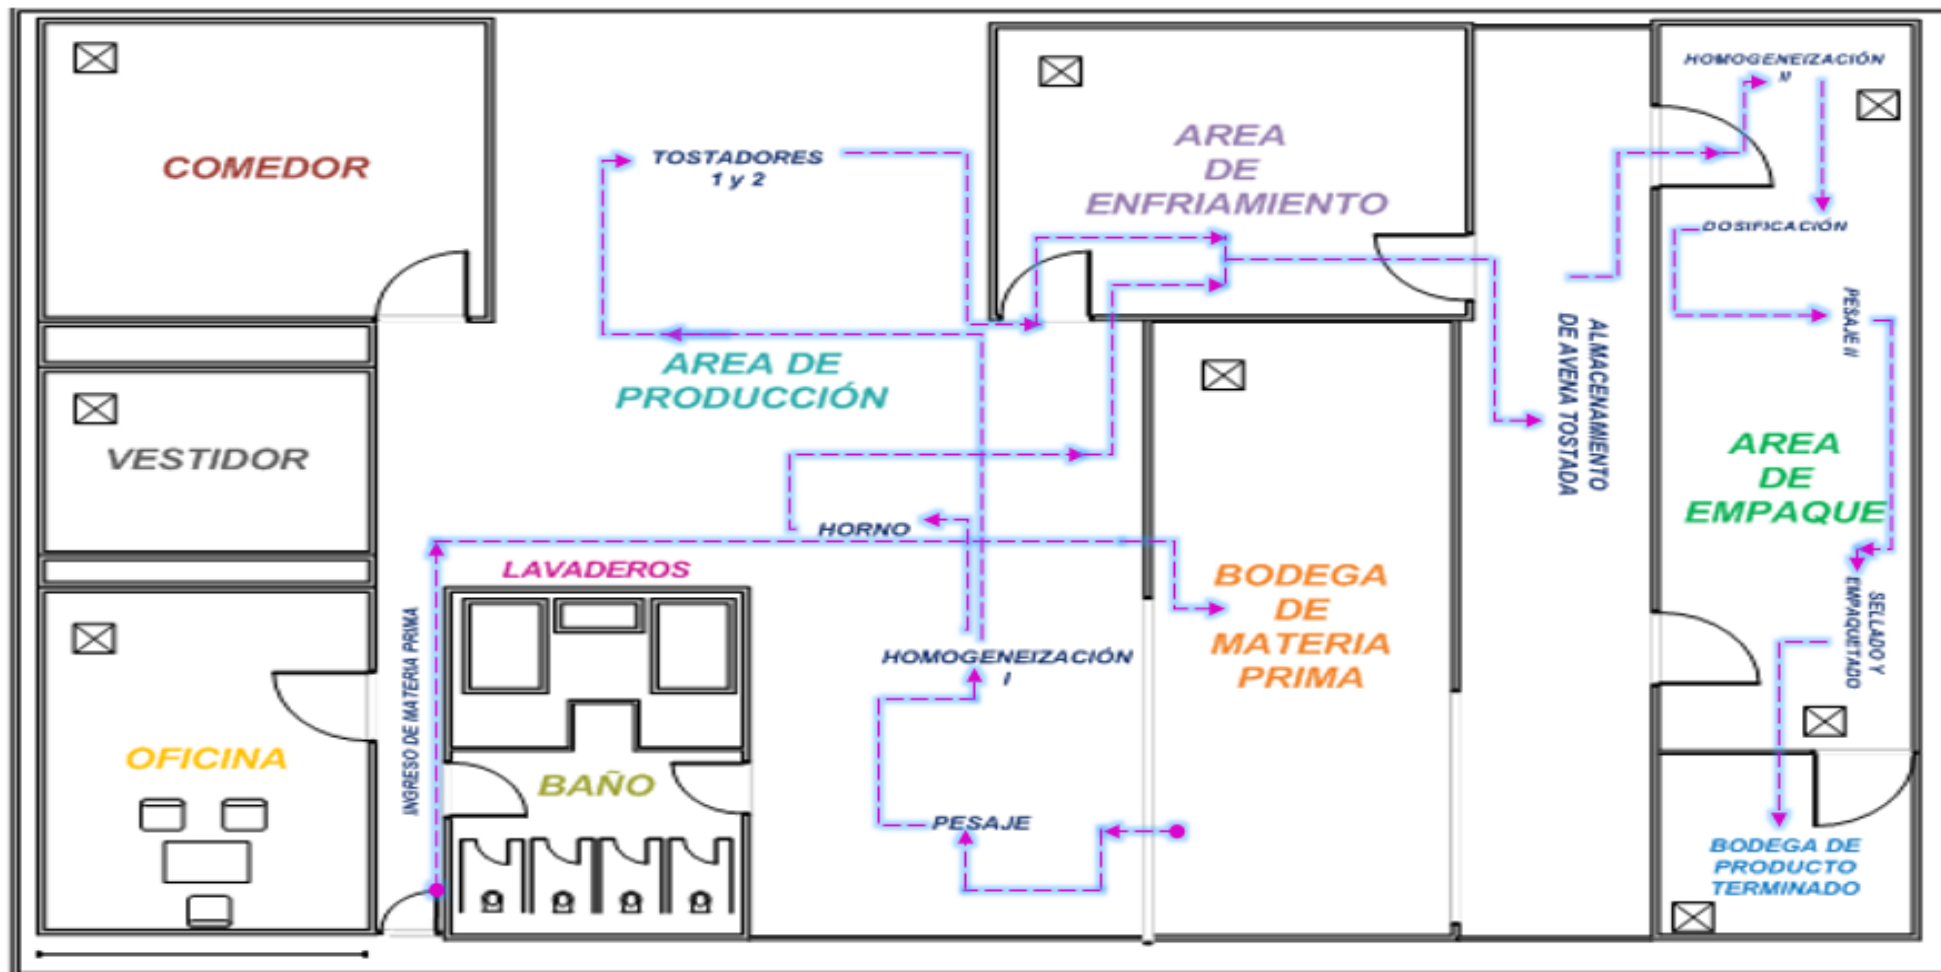 COMEDOR
TOSTADORES
1 y 2
AREA
DE
ENFRIAMIENTO
HOMOGENEIZACIÓN
II
DOSIFICACIÓN
PESAJE II
ALMACENAMIENTO
DE AVENA TOSTADA
AREA DE
PRODUCCIÓN
VESTIDOR
AREA
DE
EMPAQUE
HORNO
LAVADEROS
BODEGA
DE
MATERIA
PRIMA
SELLADO Y
EMPAQUETADO
INGRESO DE MATERIA PRIMA
HOMOGENEIZACIÓN
I
OFICINA
BAÑO
PESAJE
BODEGA DE
PRODUCTO
TERMINADO